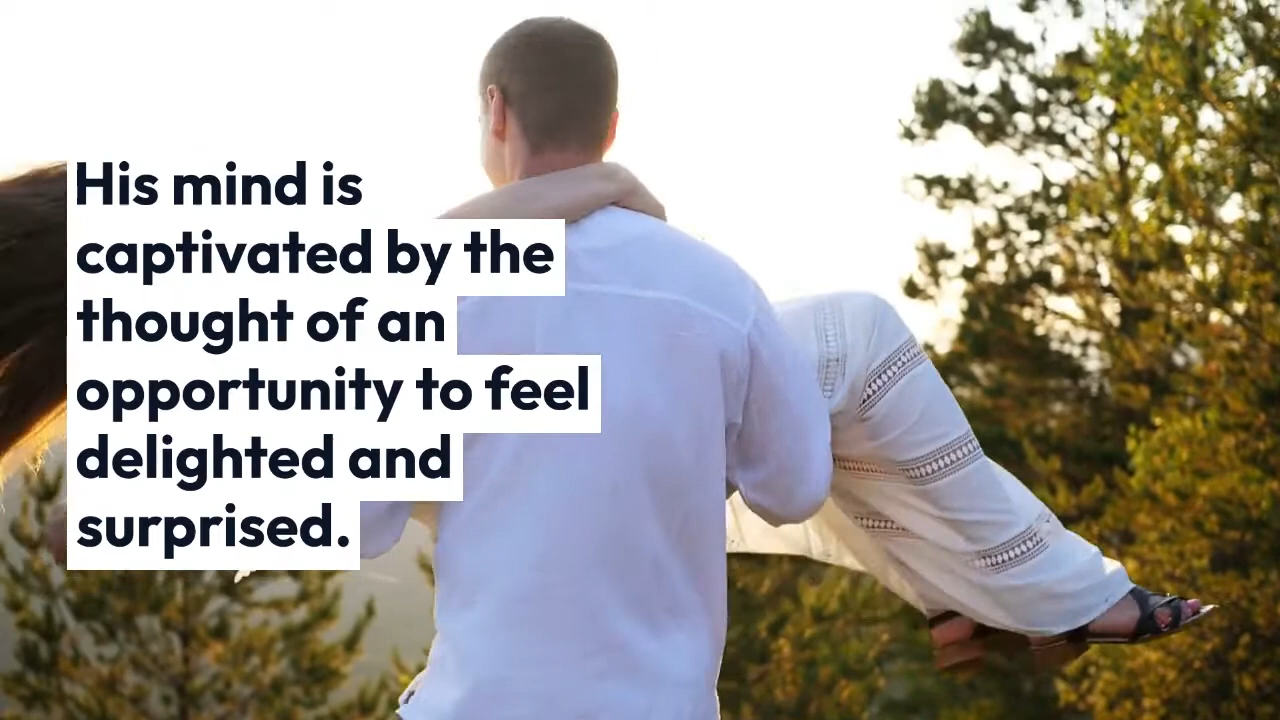 His mind is
captivated by the
thought of an
opportunity to feel
delighted and
surprised.